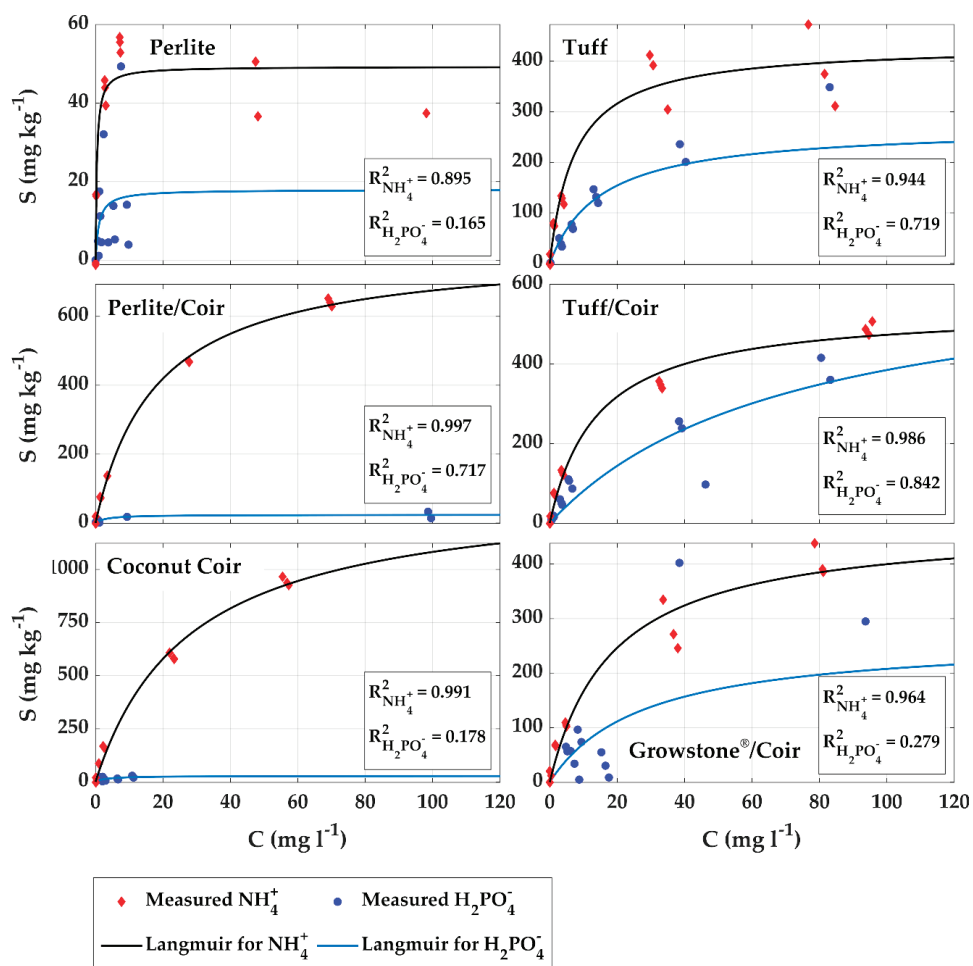 Perlite
S (mg kg⁻¹)
60
40
20
0
R²NH₄⁺ = 0.895
R²H₂PO₄⁻ = 0.165
Tuff
400
300
200
100
0
R²NH₄⁺ = 0.944
R²H₂PO₄⁻ = 0.719
Perlite/Coir
S (mg kg⁻¹)
600
400
200
0
R²NH₄⁺ = 0.997
R²H₂PO₄⁻ = 0.717
Tuff/Coir
600
400
200
0
R²NH₄⁺ = 0.986
R²H₂PO₄⁻ = 0.842
Coconut Coir
S (mg kg⁻¹)
1000
750
500
250
0
R²NH₄⁺ = 0.991
R²H₂PO₄⁻ = 0.178
0 20 40 60 80 100 120
C (mg l⁻¹)
400
300
200
100
0
R²NH₄⁺ = 0.964
R²H₂PO₄⁻ = 0.279
Growstone®/Coir
0 20 40 60 80 100 120
C (mg l⁻¹)
Measured NH₄⁺ Measured H₂PO₄⁻
Langmuir for NH₄⁺ Langmuir for H₂PO₄⁻